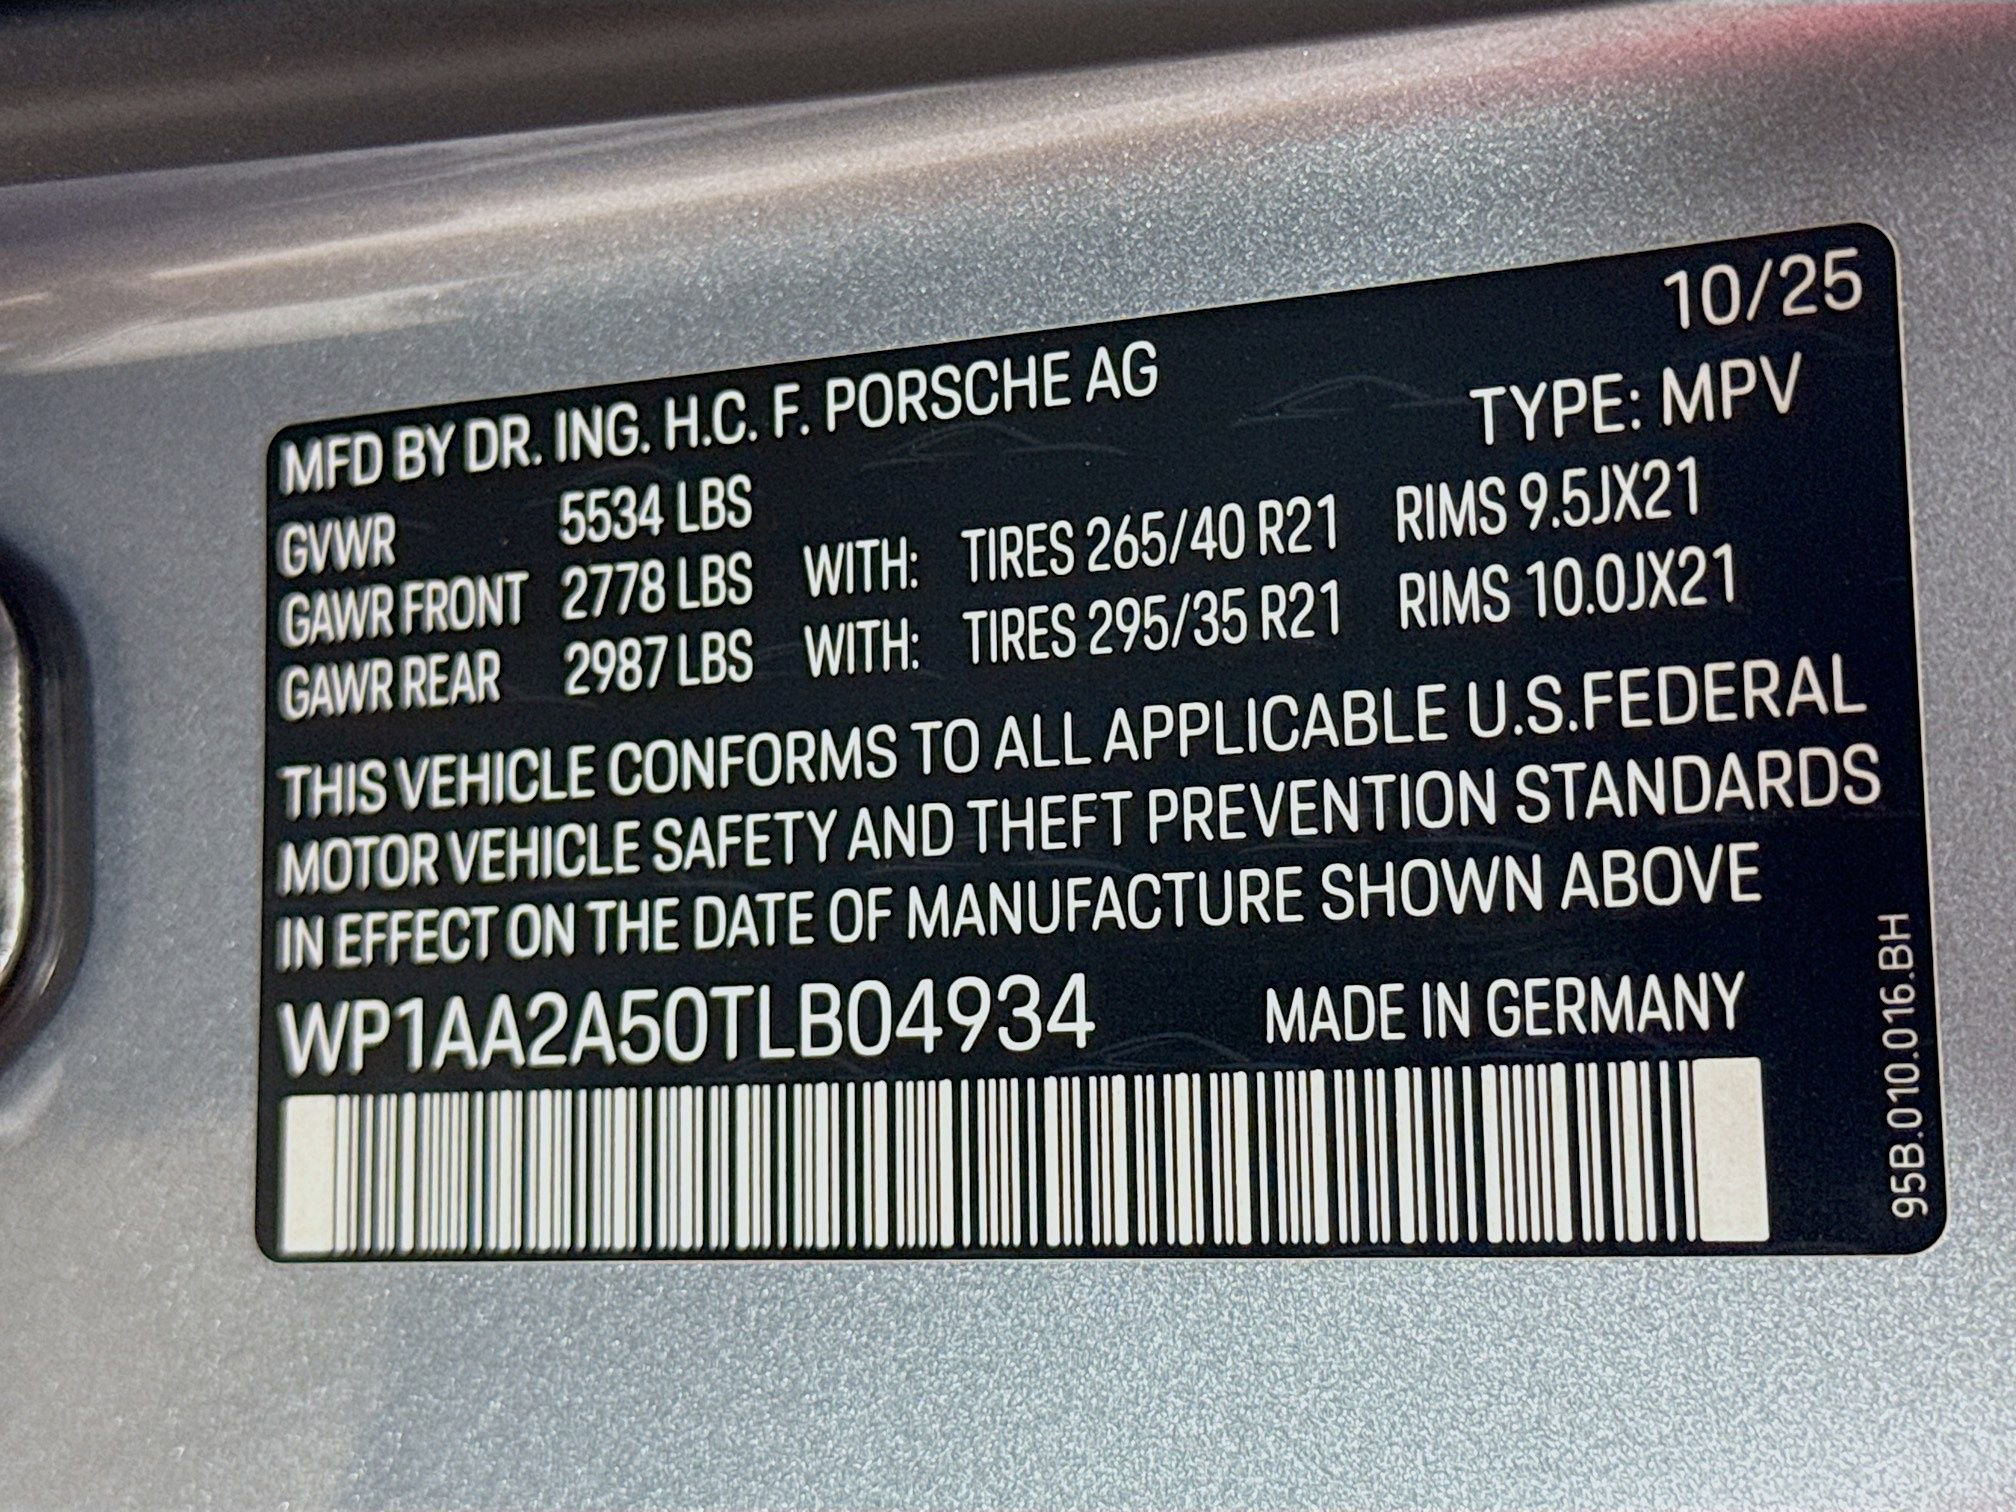 10/25
MFD BY DR. ING. H.C. F. PORSCHE AG TYPE: MPV
GVWR 5534 LBS
GAWR FRONT 2778 LBS WITH: TIRES 265/40 R21 RIMS 9.5JX21
GAWR REAR 2987 LBS WITH: TIRES 295/35 R21 RIMS 10.0JX21
THIS VEHICLE CONFORMS TO ALL APPLICABLE U.S.FEDERAL
MOTOR VEHICLE SAFETY AND THEFT PREVENTION STANDARDS
IN EFFECT ON THE DATE OF MANUFACTURE SHOWN ABOVE
WP1AA2A50TLB04934 MADE IN GERMANY
95B.010.016.BH